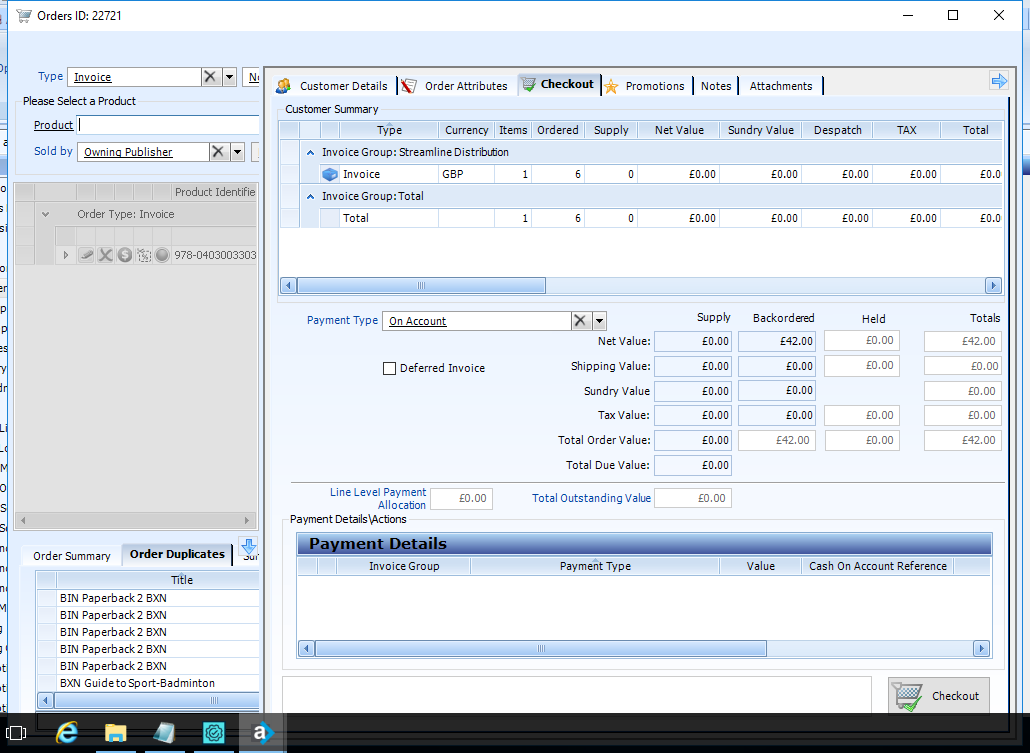 Orders ID: 22721
Type Invoice
Please Select a Product
Product
Sold by Owning Publisher
Product Identifie
Order Type: Invoice
978-0403003303
Order Summary Order Duplicates
Title
BIN Paperback 2 BXN
BIN Paperback 2 BXN
BIN Paperback 2 BXN
BIN Paperback 2 BXN
BIN Paperback 2 BXN
BXN Guide to Sport-Badminton
Customer Details Order Attributes Checkout Promotions Notes Attachments
Customer Summary
Type Currency Items Ordered Supply Net Value Sundry Value Despatch TAX Total
Invoice Group: Streamline Distribution
Invoice GBP 1 6 0 £0.00 £0.00 £0.00 £0.00 £0.0
Invoice Group: Total
Total 1 6 0 £0.00 £0.00 £0.00 £0.00 £0.0
Payment Type On Account
Deferred Invoice
Supply Backordered Held Totals
Net Value: £0.00 £42.00 £0.00 £42.00
Shipping Value: £0.00 £0.00 £0.00 £0.00
Sundry Value £0.00 £0.00 £0.00
Tax Value: £0.00 £0.00 £0.00 £0.00
Total Order Value: £0.00 £42.00 £0.00 £42.00
Total Due Value: £0.00
Line Level Payment
Allocation £0.00 Total Outstanding Value £0.00
Payment Details\Actions
Payment Details
Invoice Group Payment Type Value Cash On Account Reference
Checkout